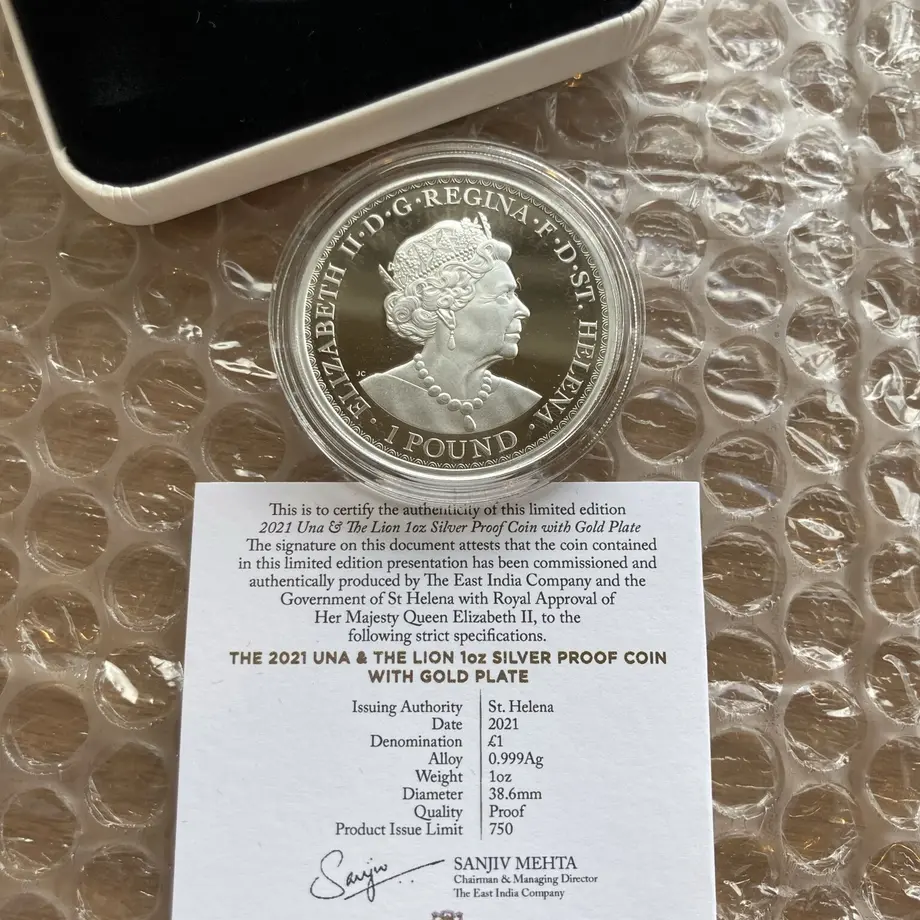 ELIZABETH II·D·G·REGINA·F·D·ST. HELENA·
· 1 POUND
JC
This is to certify the authenticity of this limited edition
2021 Una & The Lion 1oz Silver Proof Coin with Gold Plate
The signature on this document attests that the coin contained
in this limited edition presentation has been commissioned and
authentically produced by The East India Company and the
Government of St Helena with Royal Approval of
Her Majesty Queen Elizabeth II, to the
following strict specifications.
THE 2021 UNA & THE LION 1oz SILVER PROOF COIN
WITH GOLD PLATE
Issuing Authority St. Helena
Date 2021
Denomination £1
Alloy 0.999Ag
Weight 1oz
Diameter 38.6mm
Quality Proof
Product Issue Limit 750
Sanjiv
SANJIV MEHTA
Chairman & Managing Director
The East India Company